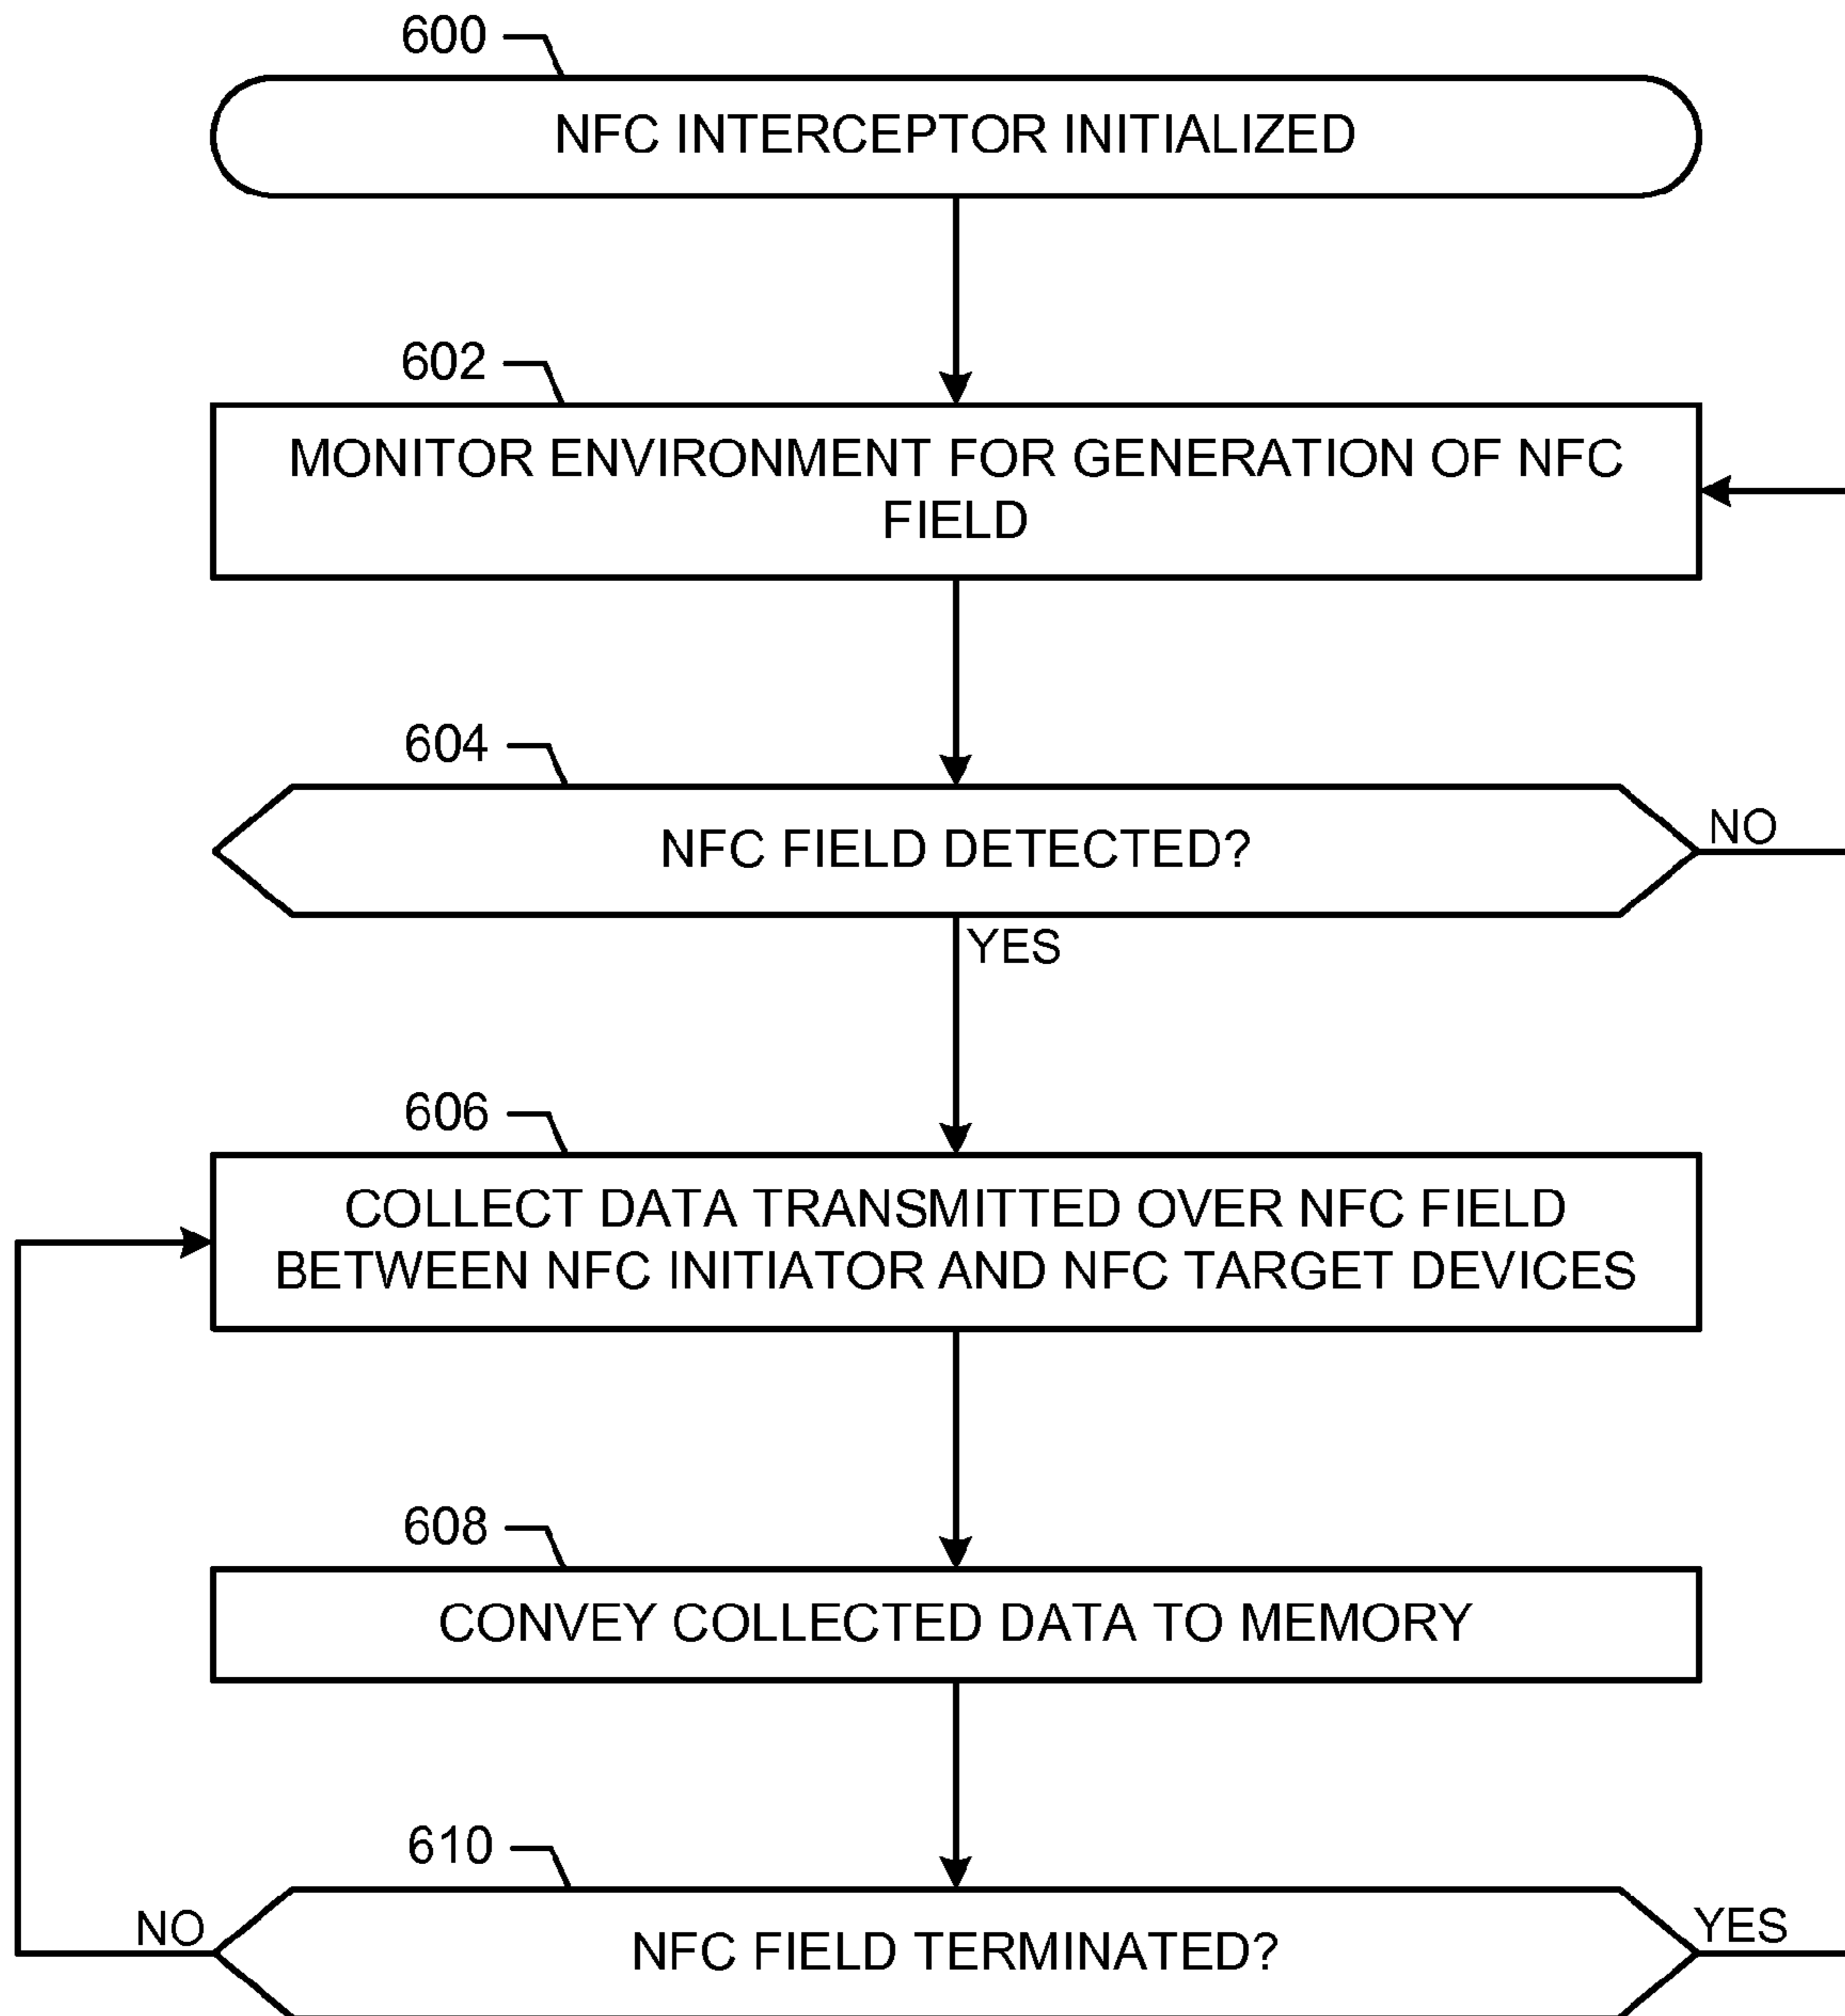 600
NFC INTERCEPTOR INITIALIZED
602
MONITOR ENVIRONMENT FOR GENERATION OF NFC
FIELD
604
NFC FIELD DETECTED?
NO
YES
606
COLLECT DATA TRANSMITTED OVER NFC FIELD
BETWEEN NFC INITIATOR AND NFC TARGET DEVICES
608
CONVEY COLLECTED DATA TO MEMORY
610
NO
NFC FIELD TERMINATED?
YES